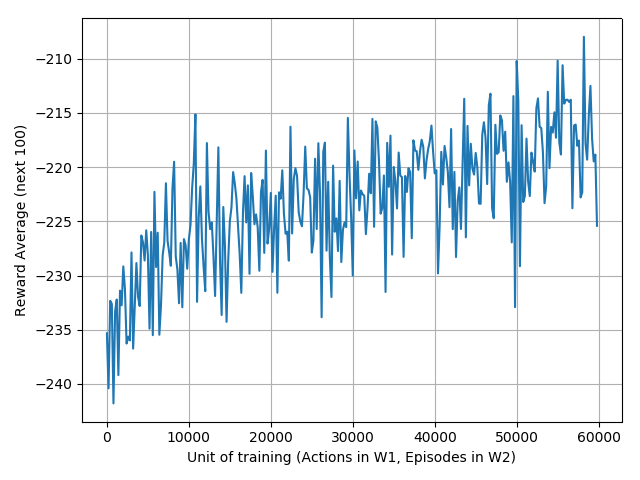 Reward Average (next 100)
−210
−215
−220
−225
−230
−235
−240
0 10000 20000 30000 40000 50000 60000
Unit of training (Actions in W1, Episodes in W2)